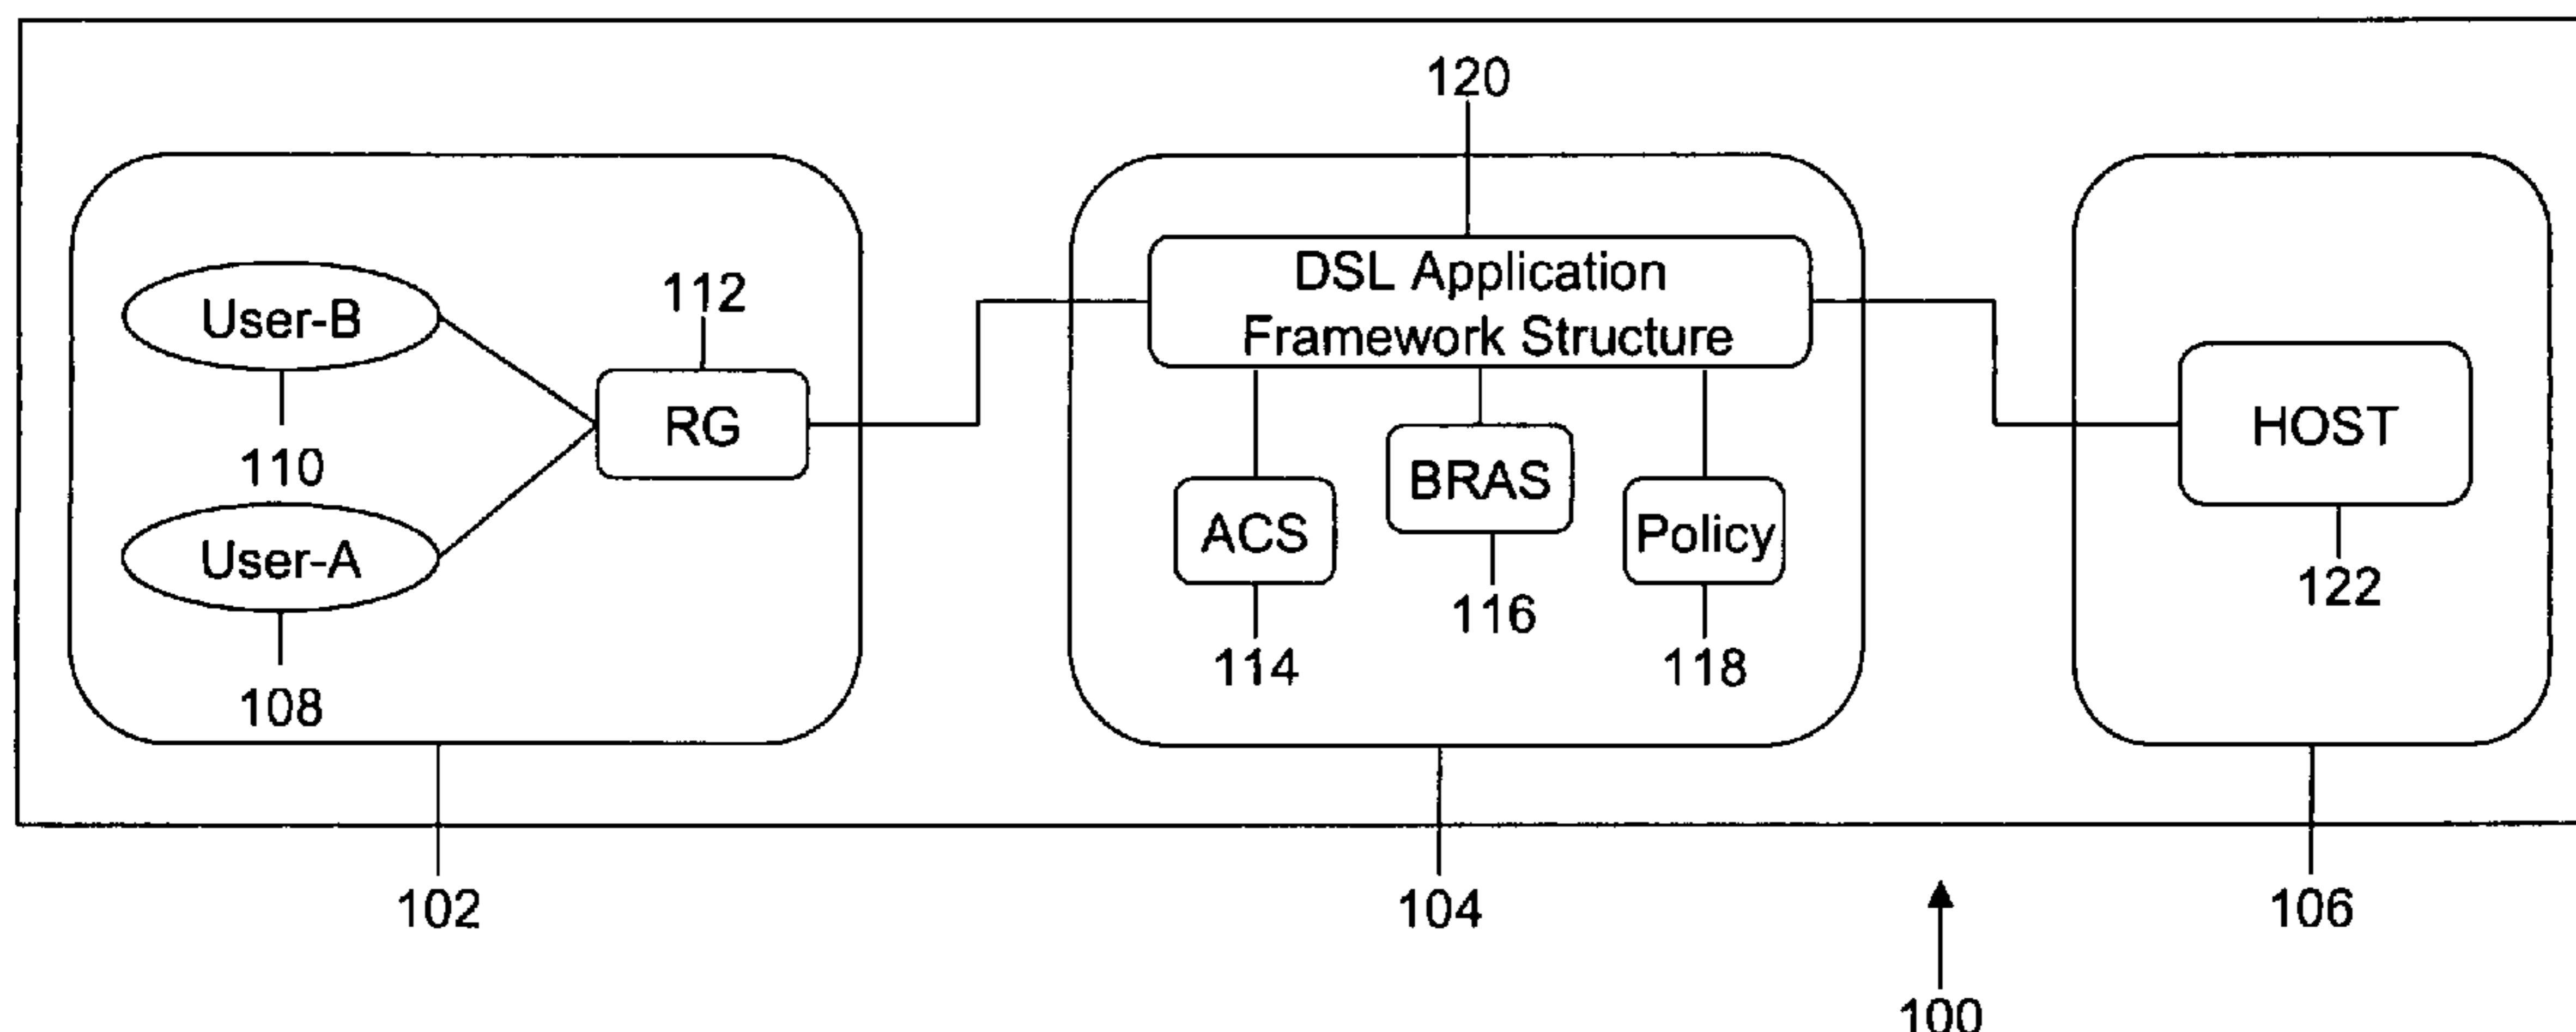 120
User-B
110
User-A
108
112
RG
DSL Application
Framework Structure
ACS
114
BRAS
116
Policy
118
HOST
122
102
104
106
100